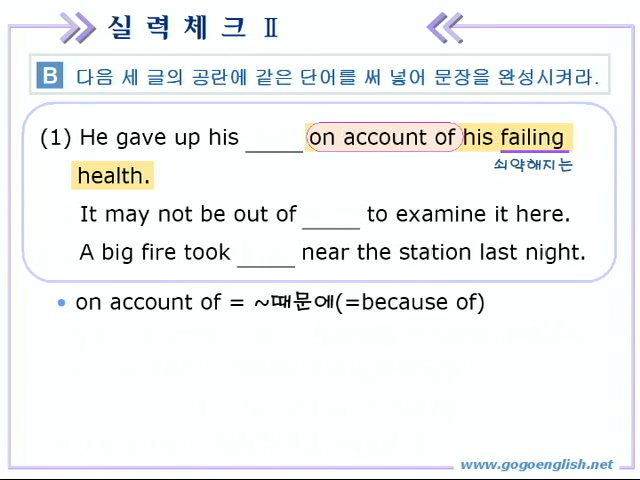 실 력 체 크 Ⅱ
B 다음 세 글의 공란에 같은 단어를 써 넣어 문장을 완성시켜라.
(1) He gave up his _____ on account of his failing
쇠약해지는
health.
It may not be out of _____ to examine it here.
A big fire took _____ near the station last night.
• on account of = ~때문에(=because of)
www.gogoenglish.net